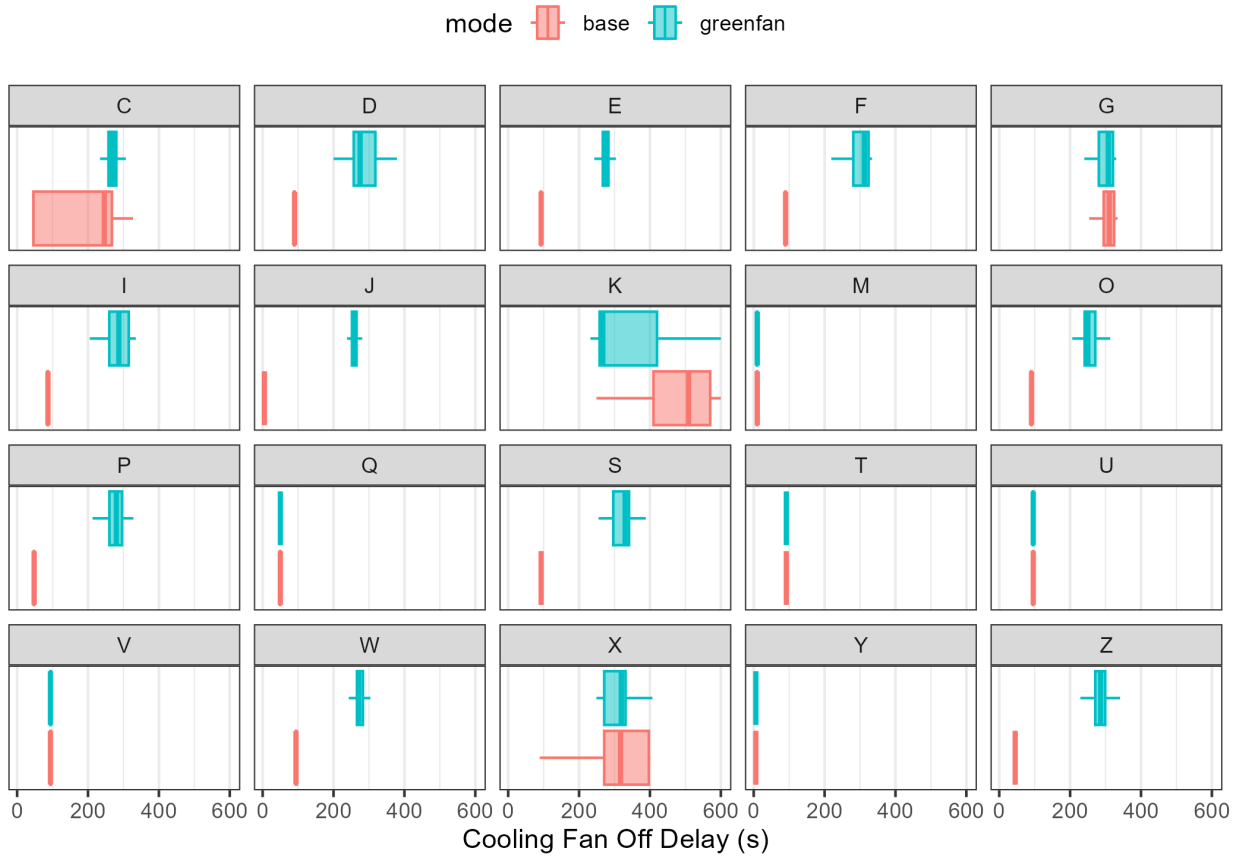 mode base greenfan
C D E F G
I J K M O
P Q S T U
V W X Y Z
0 200 400 600 0 200 400 600 0 200 400 600 0 200 400 600 0 200 400 600
Cooling Fan Off Delay (s)